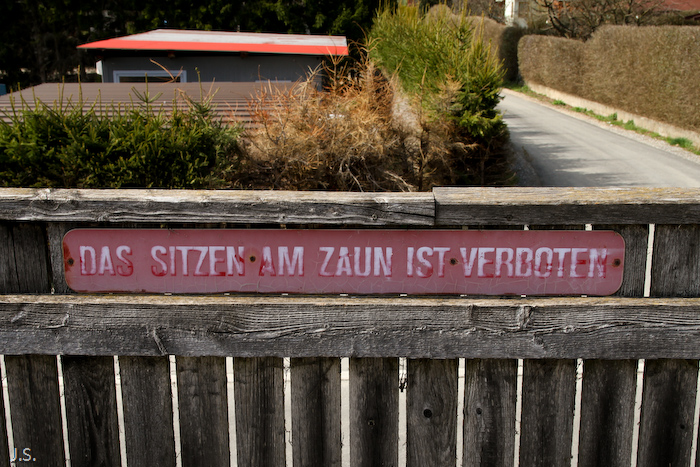 DAS SITZEN AM ZAUN IST VERBOTEN
J.S.